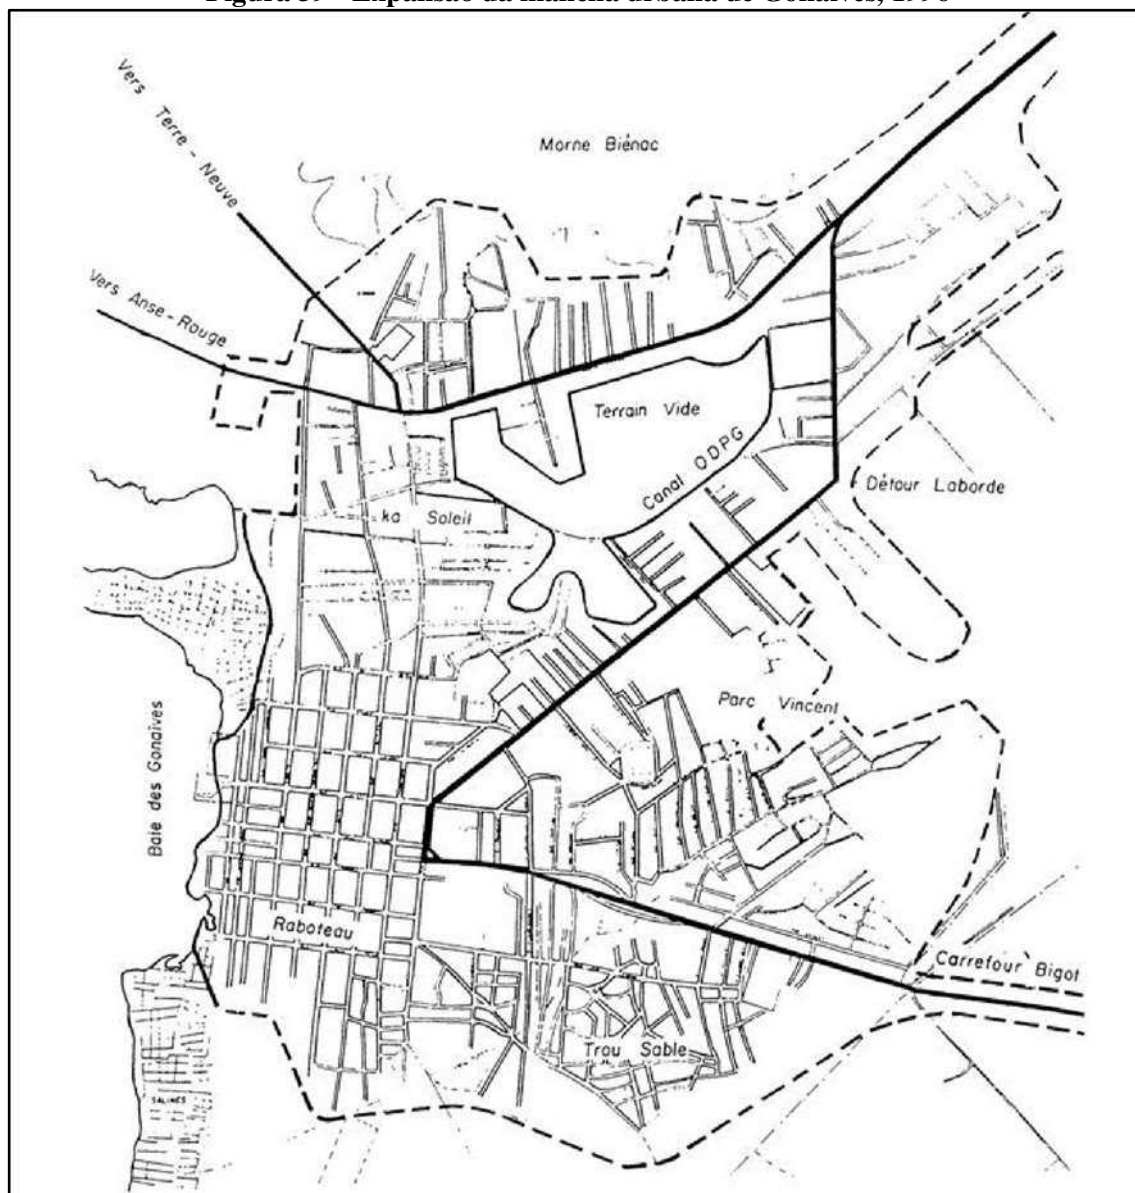 Vers Terre-Neuve
Morne Biénac
Vers Anse-Rouge
Terrain Vide
Canal ODPG
Détour Laborde
ka Soleil
Parc Vincent
Baie des Gonaives
Raboteau
Carrefour Bigot
Trou Sable
SALINES